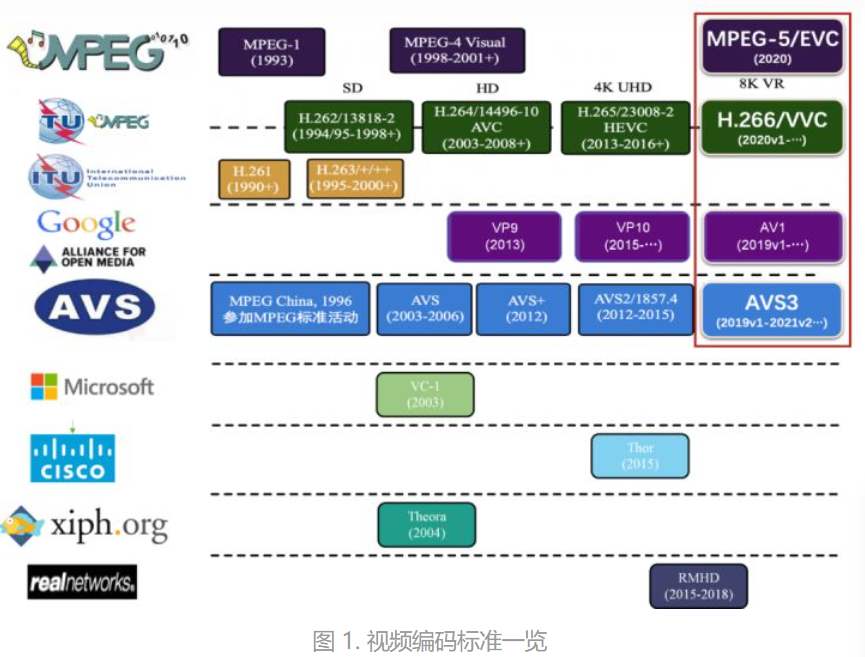 MPEG
010710
MPEG-1
(1993)
MPEG-4 Visual
(1998-2001+)
MPEG-5/EVC
(2020)
SD
HD
4K UHD
8K VR
ITU
MPEG
H.262/13818-2
(1994/95-1998+)
H.264/14496-10
AVC
(2003-2008+)
H.265/23008-2
HEVC
(2013-2016+)
H.266/VVC
(2020v1-···)
ITU
International
Telecommunication
Union
H.261
(1990+)
H.263/+/++
(1995-2000+)
Google
ALLIANCE FOR
OPEN MEDIA
VP9
(2013)
VP10
(2015-···)
AV1
(2019v1-···)
AVS
MPEG China, 1996
参加MPEG标准活动
AVS
(2003-2006)
AVS+
(2012)
AVS2/1857.4
(2012-2015)
AVS3
(2019v1-2021v2···)
Microsoft
VC-1
(2003)
CISCO
Thor
(2015)
xiph.org
Theora
(2004)
realnetworks.
RMHD
(2015-2018)
图 1. 视频编码标准一览